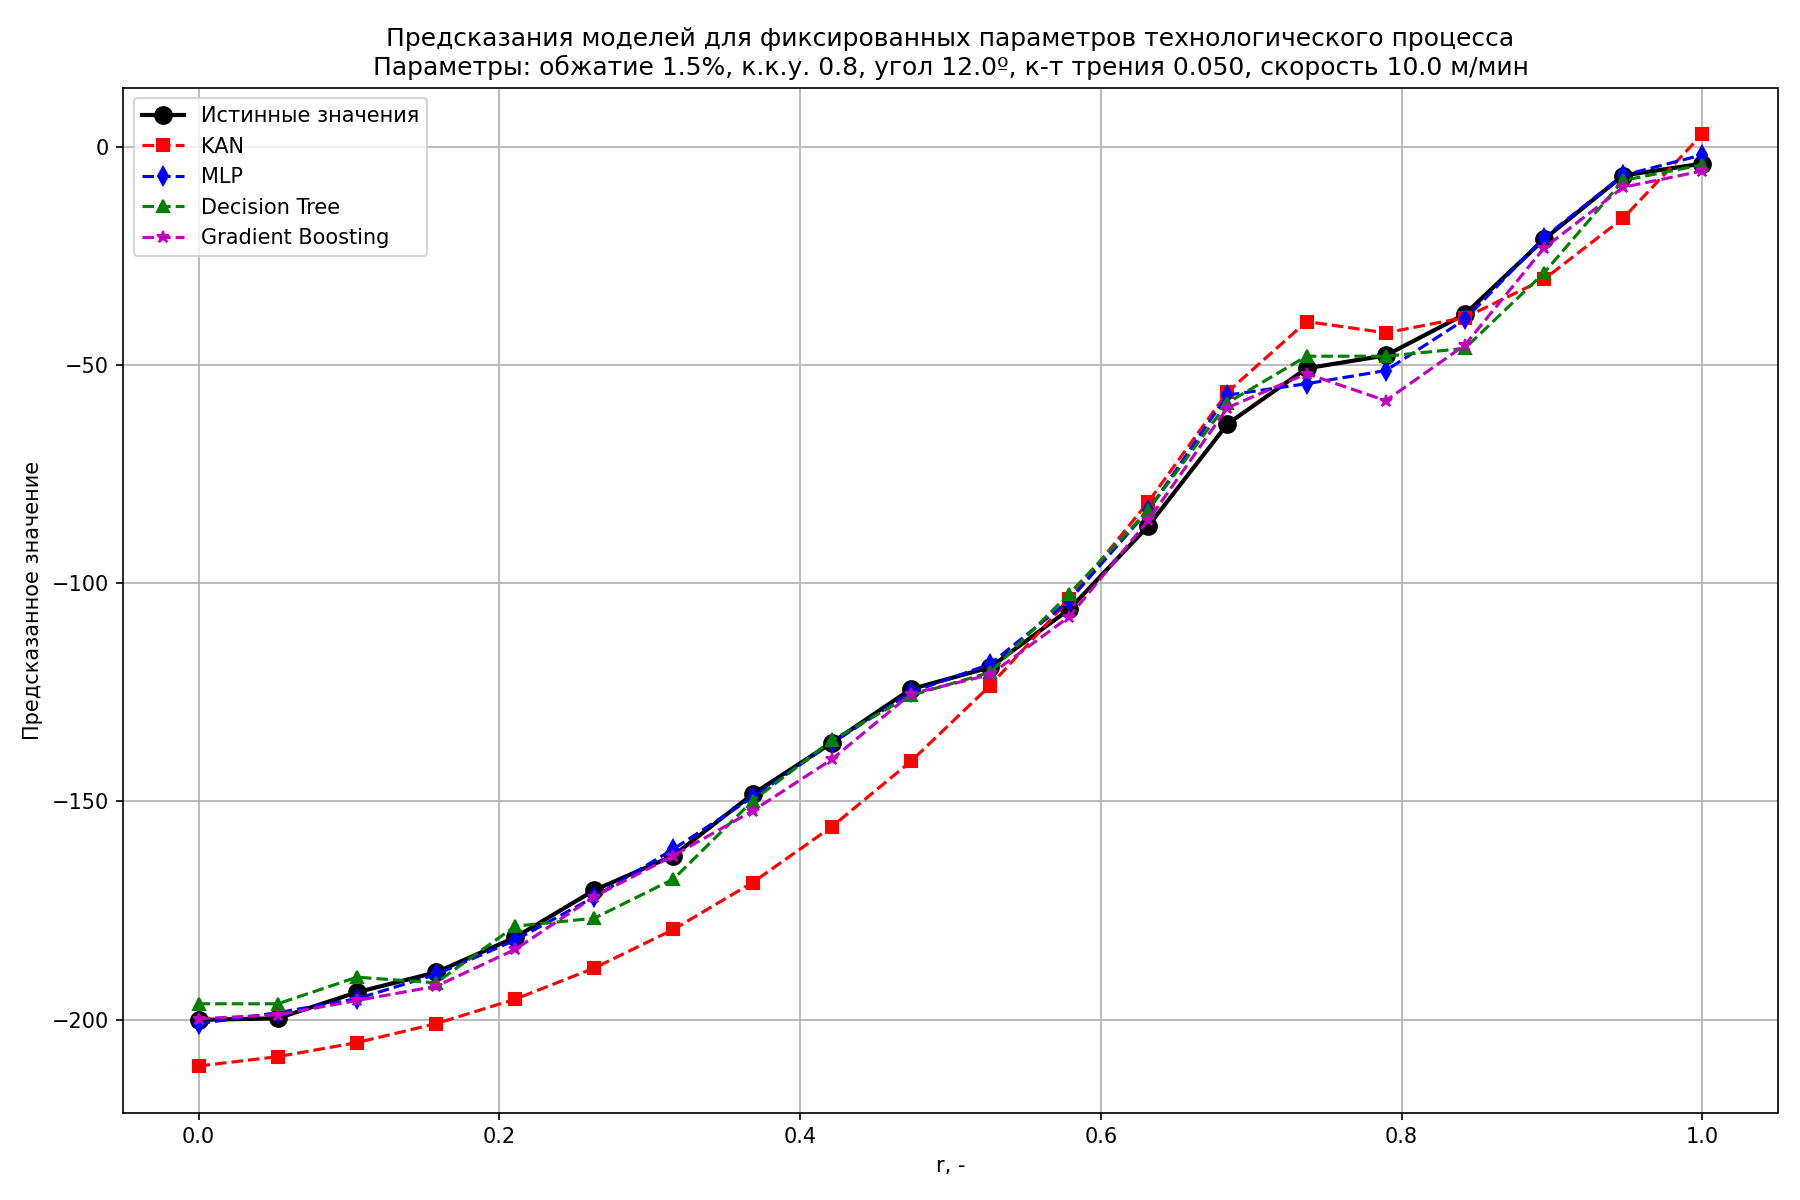 Предсказания моделей для фиксированных параметров технологического процесса
Параметры: обжатие 1.5%, к.к.у. 0.8, угол 12.0º, к-т трения 0.050, скорость 10.0 м/мин
Истинные значения
KAN
MLP
Decision Tree
Gradient Boosting
Предсказанное значение
0
−50
−100
−150
−200
0.0
0.2
0.4
0.6
0.8
1.0
r, -